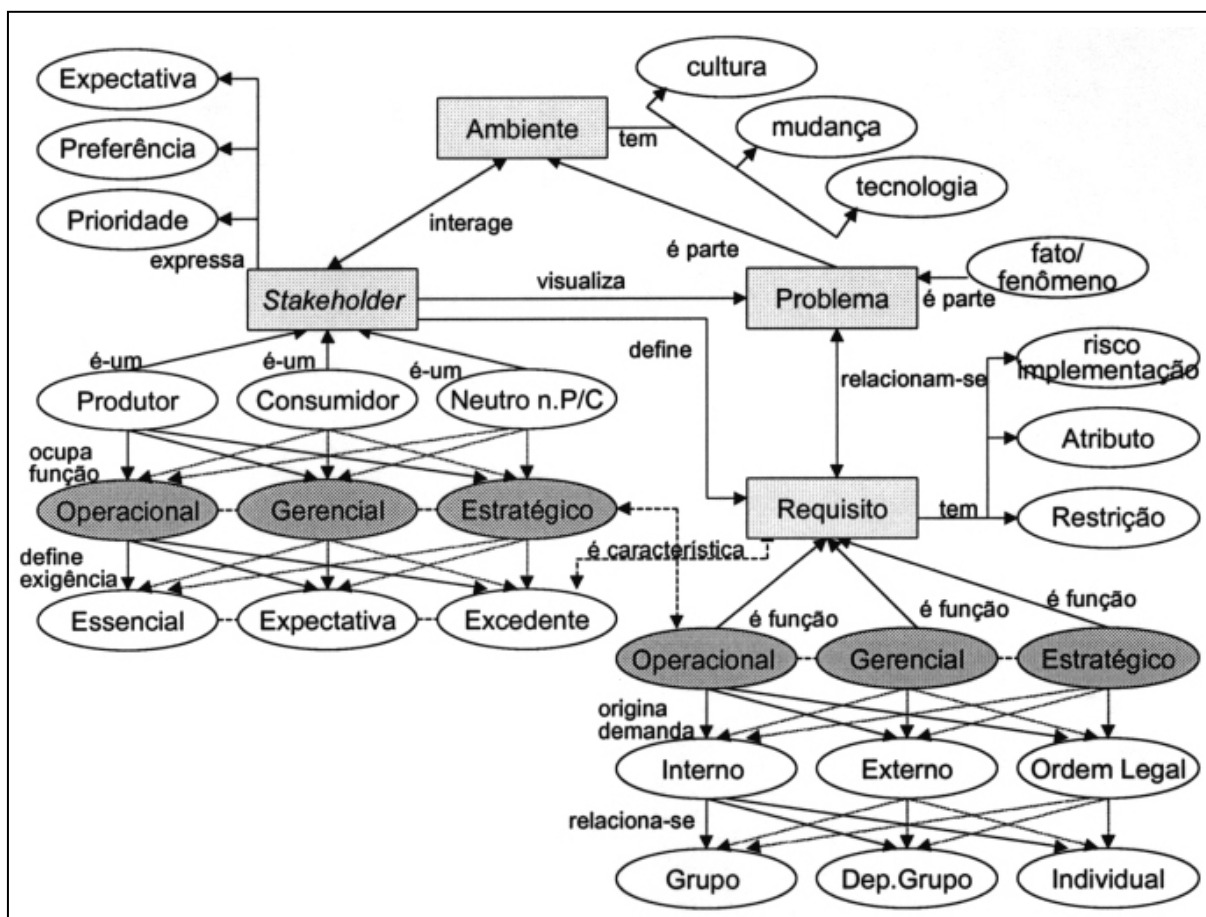 Expectativa
cultura
Ambiente
tem
mudança
Preferência
tecnologia
Prioridade
interage
expressa
é parte
fato/
fenômeno
Stakeholder
visualiza
Problema
é parte
define
relacionam-se
risco
implementação
é-um
é-um
é-um
Produtor
Consumidor
Neutro n.P/C
Atributo
ocupa
função
Operacional
Gerencial
Estratégico
Requisito
tem
Restrição
define
exigência
é característica
Essencial
Expectativa
Excedente
é função
é função
é função
Operacional
Gerencial
Estratégico
origina
demanda
Interno
Externo
Ordem Legal
relaciona-se
Grupo
Dep.Grupo
Individual